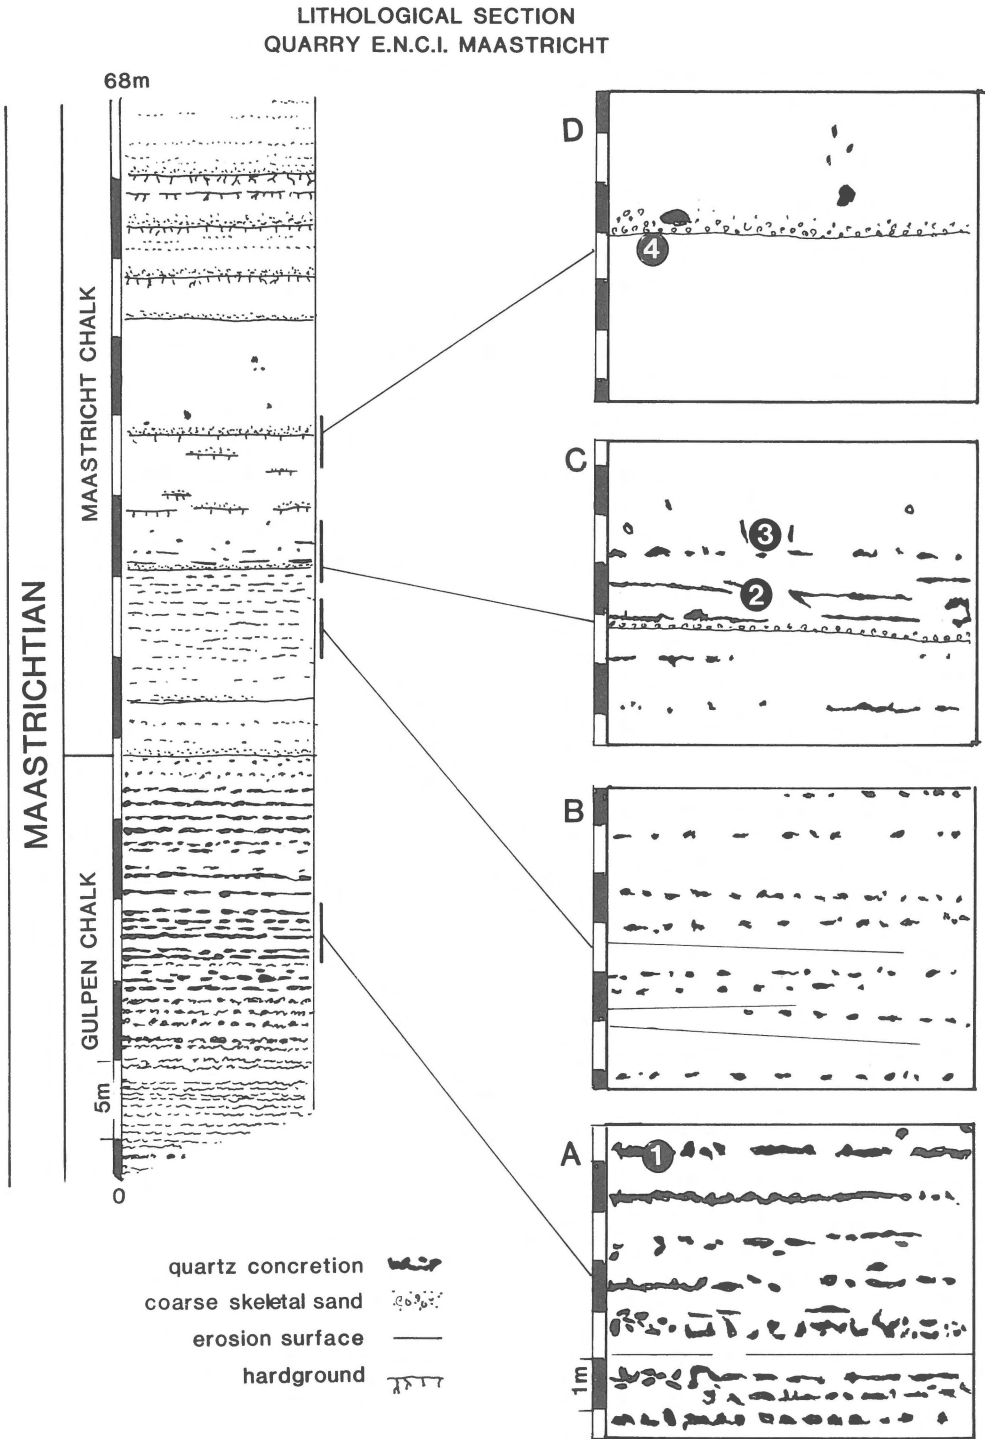 LITHOLOGICAL SECTION
QUARRY E.N.C.I. MAASTRICHT
68m
MAASTRICHTIAN
MAASTRICHT CHALK
GULPEN CHALK
5m
0
D
4
C
3
2
B
A
1
1m
quartz concretion
coarse skeletal sand
erosion surface
hardground